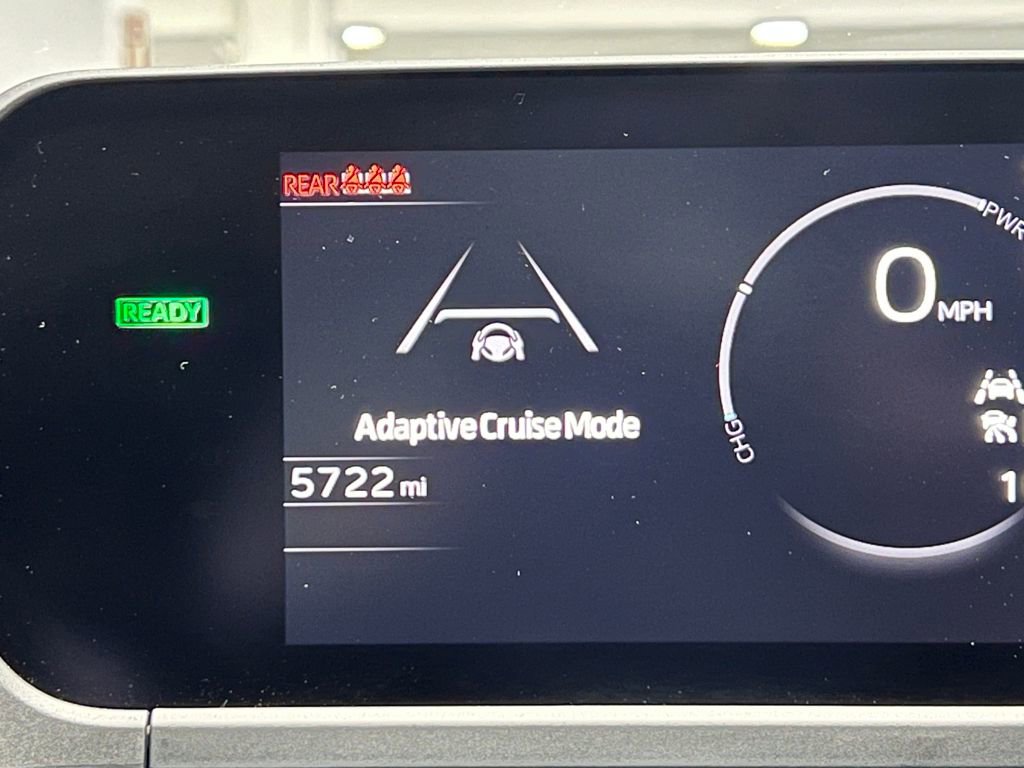 REAR
PWR
READY
0 MPH
Adaptive Cruise Mode
CHG
5722 mi
1